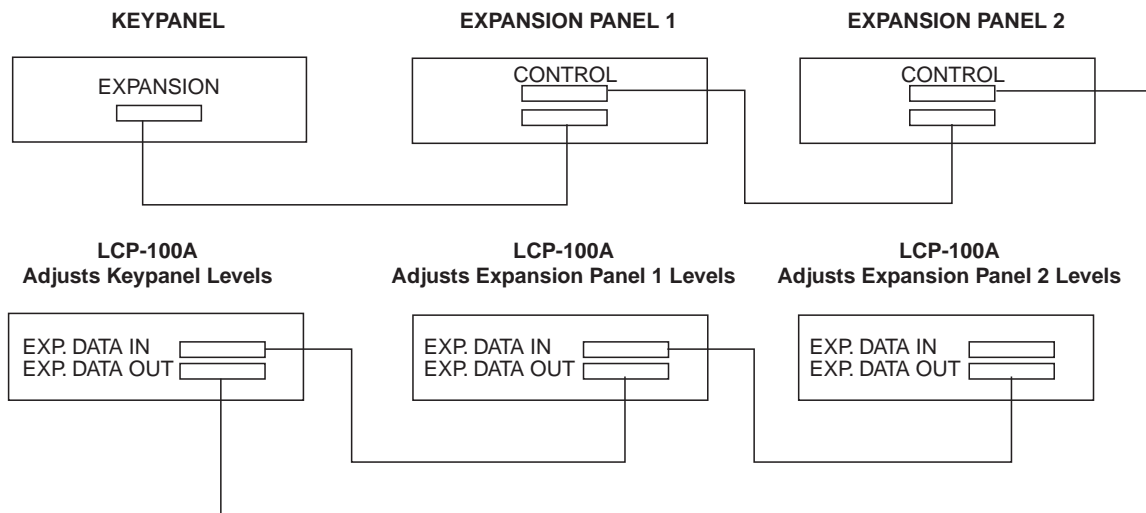 KEYPANEL
EXPANSION PANEL 1
EXPANSION PANEL 2
EXPANSION
CONTROL
CONTROL
LCP-100A
Adjusts Keypanel Levels
LCP-100A
Adjusts Expansion Panel 1 Levels
LCP-100A
Adjusts Expansion Panel 2 Levels
EXP. DATA IN
EXP. DATA OUT
EXP. DATA IN
EXP. DATA OUT
EXP. DATA IN
EXP. DATA OUT